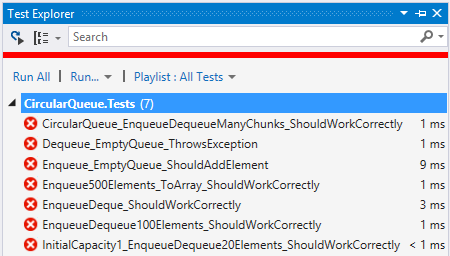 Test Explorer
Search
Run All | Run... | Playlist : All Tests
CircularQueue.Tests (7)
CircularQueue_EnqueueDequeueManyChunks_ShouldWorkCorrectly 1 ms
Dequeue_EmptyQueue_ThrowsException 1 ms
Enqueue_EmptyQueue_ShouldAddElement 9 ms
Enqueue500Elements_ToArray_ShouldWorkCorrectly 1 ms
EnqueueDeque_ShouldWorkCorrectly 3 ms
EnqueueDequeue100Elements_ShouldWorkCorrectly 1 ms
InitialCapacity1_EnqueueDequeue20Elements_ShouldWorkCorrectly < 1 ms